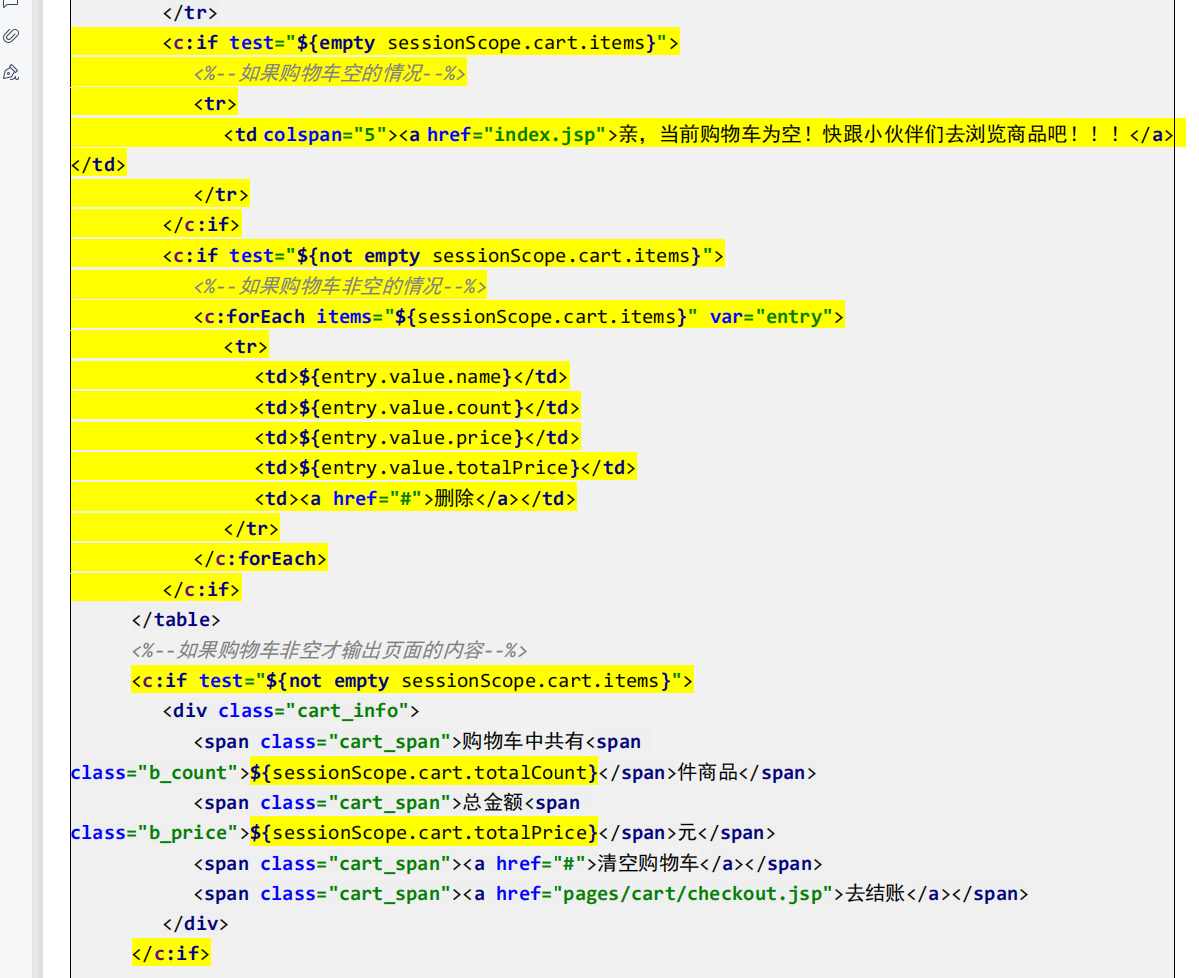 </tr>
<c:if test="${empty sessionScope.cart.items}">
<%--如果购物车空的情况--%>
<tr>
<td colspan="5"><a href="index.jsp">亲，当前购物车为空！快跟小伙伴们去浏览商品吧！！！</a>
</td>
</tr>
</c:if>
<c:if test="${not empty sessionScope.cart.items}">
<%--如果购物车非空的情况--%>
<c:forEach items="${sessionScope.cart.items}" var="entry">
<tr>
<td>${entry.value.name}</td>
<td>${entry.value.count}</td>
<td>${entry.value.price}</td>
<td>${entry.value.totalPrice}</td>
<td><a href="#">删除</a></td>
</tr>
</c:forEach>
</c:if>
</table>
<%--如果购物车非空才输出页面的内容--%>
<c:if test="${not empty sessionScope.cart.items}">
<div class="cart_info">
<span class="cart_span">购物车中共有<span
class="b_count">${sessionScope.cart.totalCount}</span>件商品</span>
<span class="cart_span">总金额<span
class="b_price">${sessionScope.cart.totalPrice}</span>元</span>
<span class="cart_span"><a href="#">清空购物车</a></span>
<span class="cart_span"><a href="pages/cart/checkout.jsp">去结账</a></span>
</div>
</c:if>